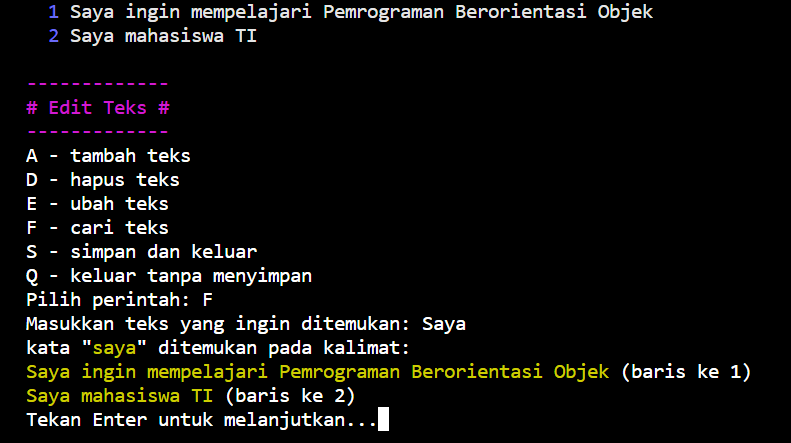 1 Saya ingin mempelajari Pemrograman Berorientasi Objek
2 Saya mahasiswa TI
-------------
# Edit Teks #
-------------
A - tambah teks
D - hapus teks
E - ubah teks
F - cari teks
S - simpan dan keluar
Q - keluar tanpa menyimpan
Pilih perintah: F
Masukkan teks yang ingin ditemukan: Saya
kata "saya" ditemukan pada kalimat:
Saya ingin mempelajari Pemrograman Berorientasi Objek (baris ke 1)
Saya mahasiswa TI (baris ke 2)
Tekan Enter untuk melanjutkan...